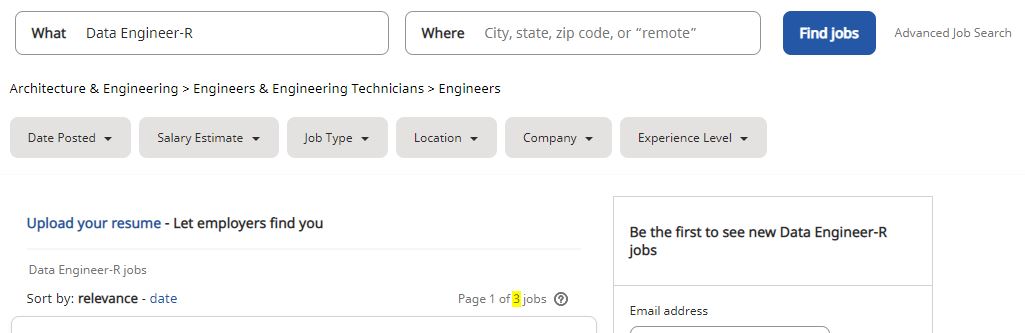 What Data Engineer-R Where City, state, zip code, or “remote” Find jobs Advanced Job Search
Architecture & Engineering > Engineers & Engineering Technicians > Engineers
Date Posted Salary Estimate Job Type Location Company Experience Level
Upload your resume - Let employers find you
Be the first to see new Data Engineer-R
jobs
Data Engineer-R jobs
Sort by: relevance - date Page 1 of 3 jobs ?
Email address